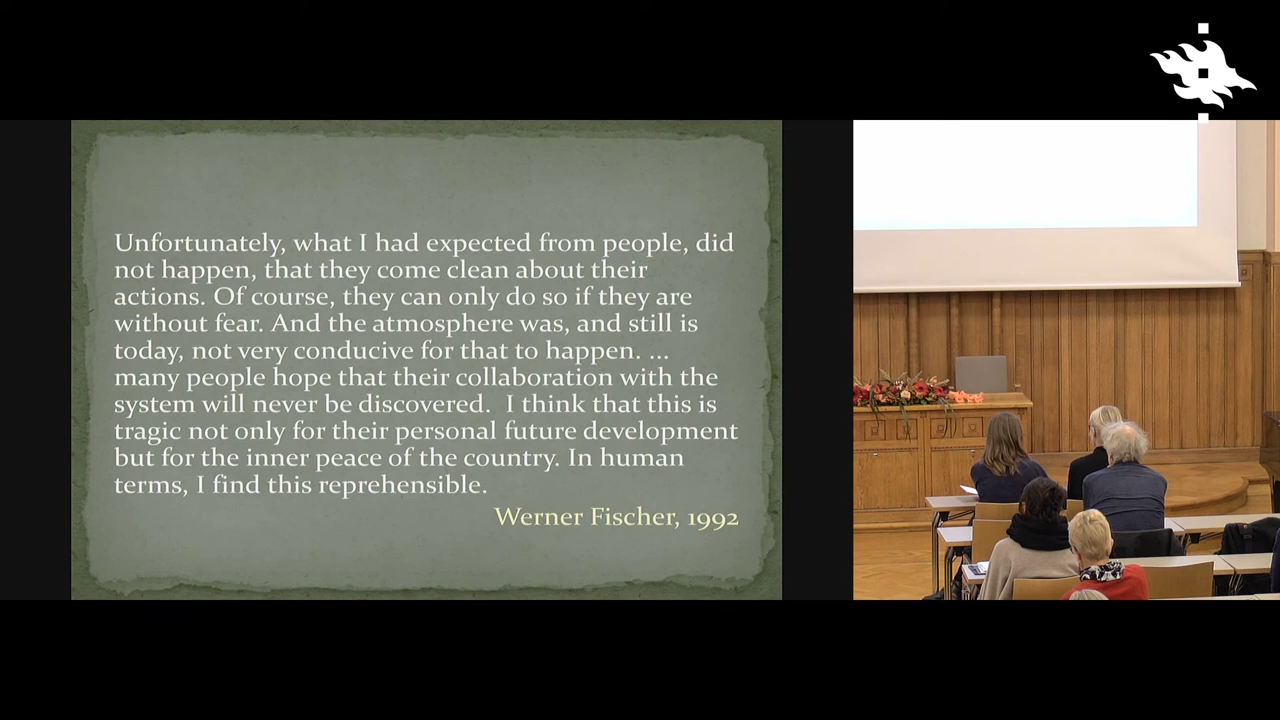 Unfortunately, what I had expected from people, did
not happen, that they come clean about their
actions. Of course, they can only do so if they are
without fear. And the atmosphere was, and still is
today, not very conducive for that to happen. ...
many people hope that their collaboration with the
system will never be discovered.  I think that this is
tragic not only for their personal future development
but for the inner peace of the country. In human
terms, I find this reprehensible.
Werner Fischer, 1992